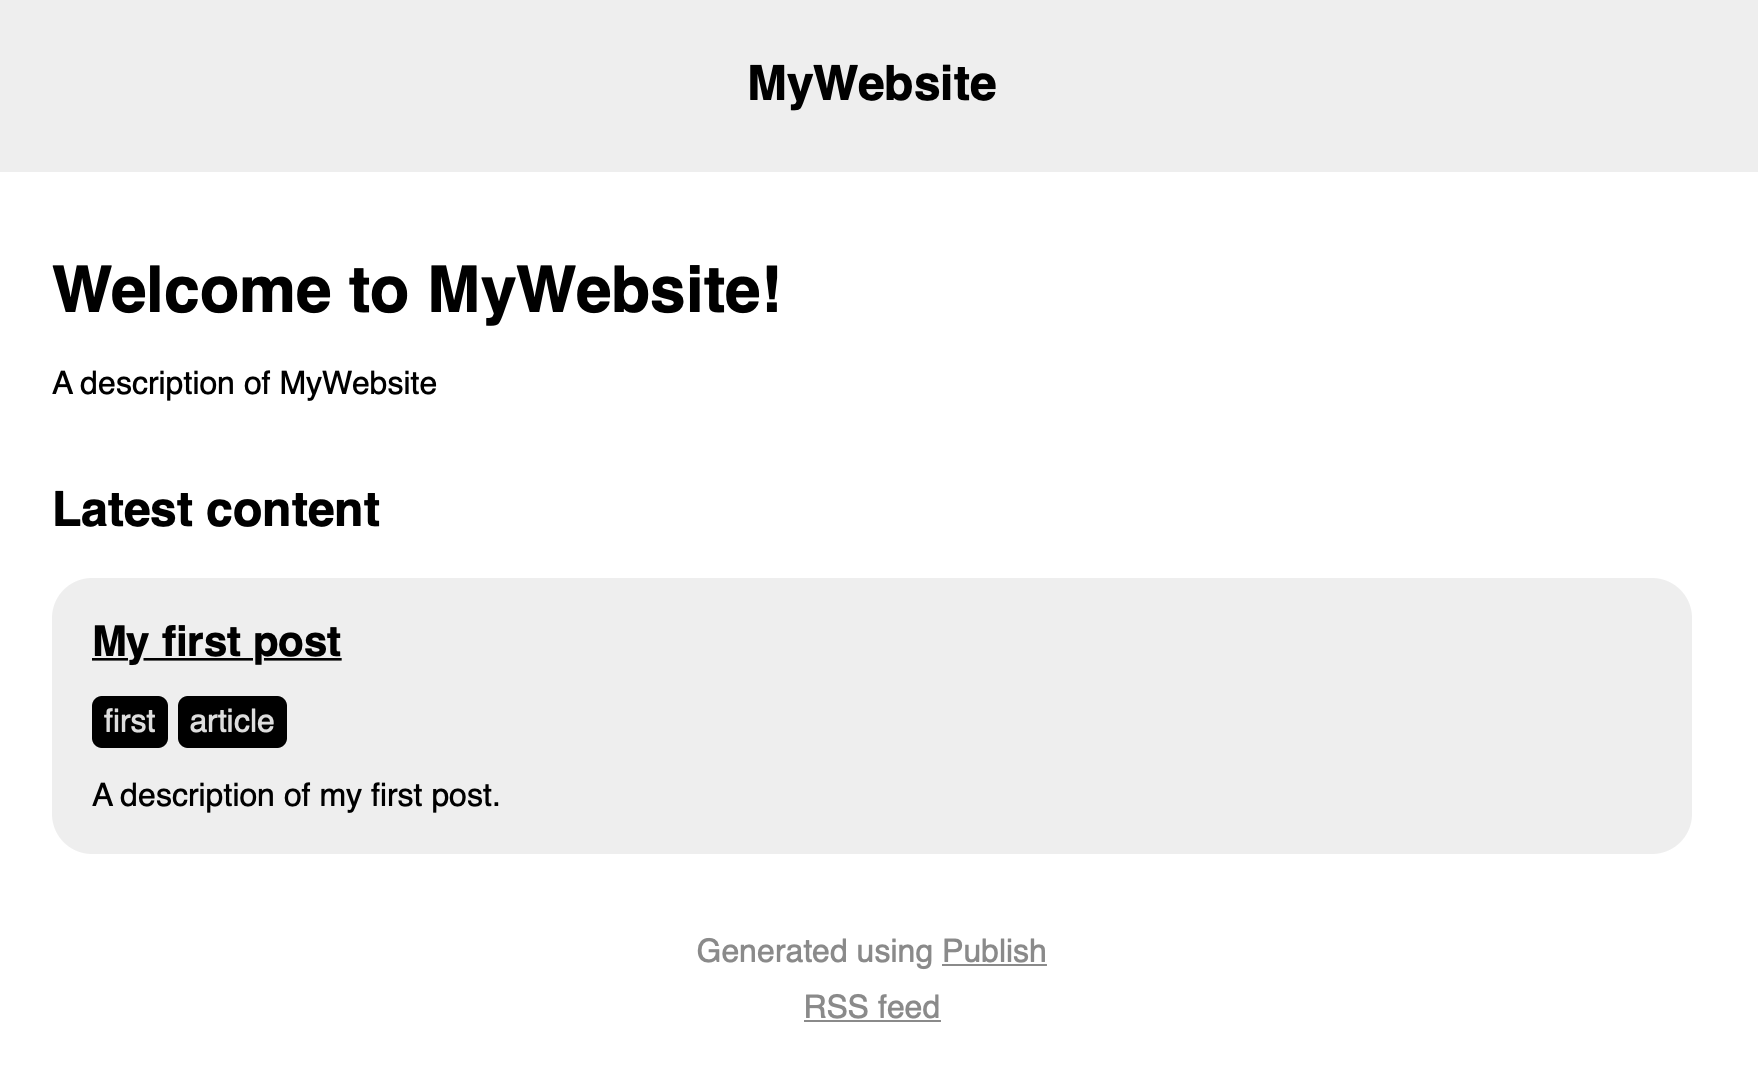 MyWebsite
Welcome to MyWebsite!
A description of MyWebsite
Latest content
My first post
first article
A description of my first post.
Generated using Publish
RSS feed